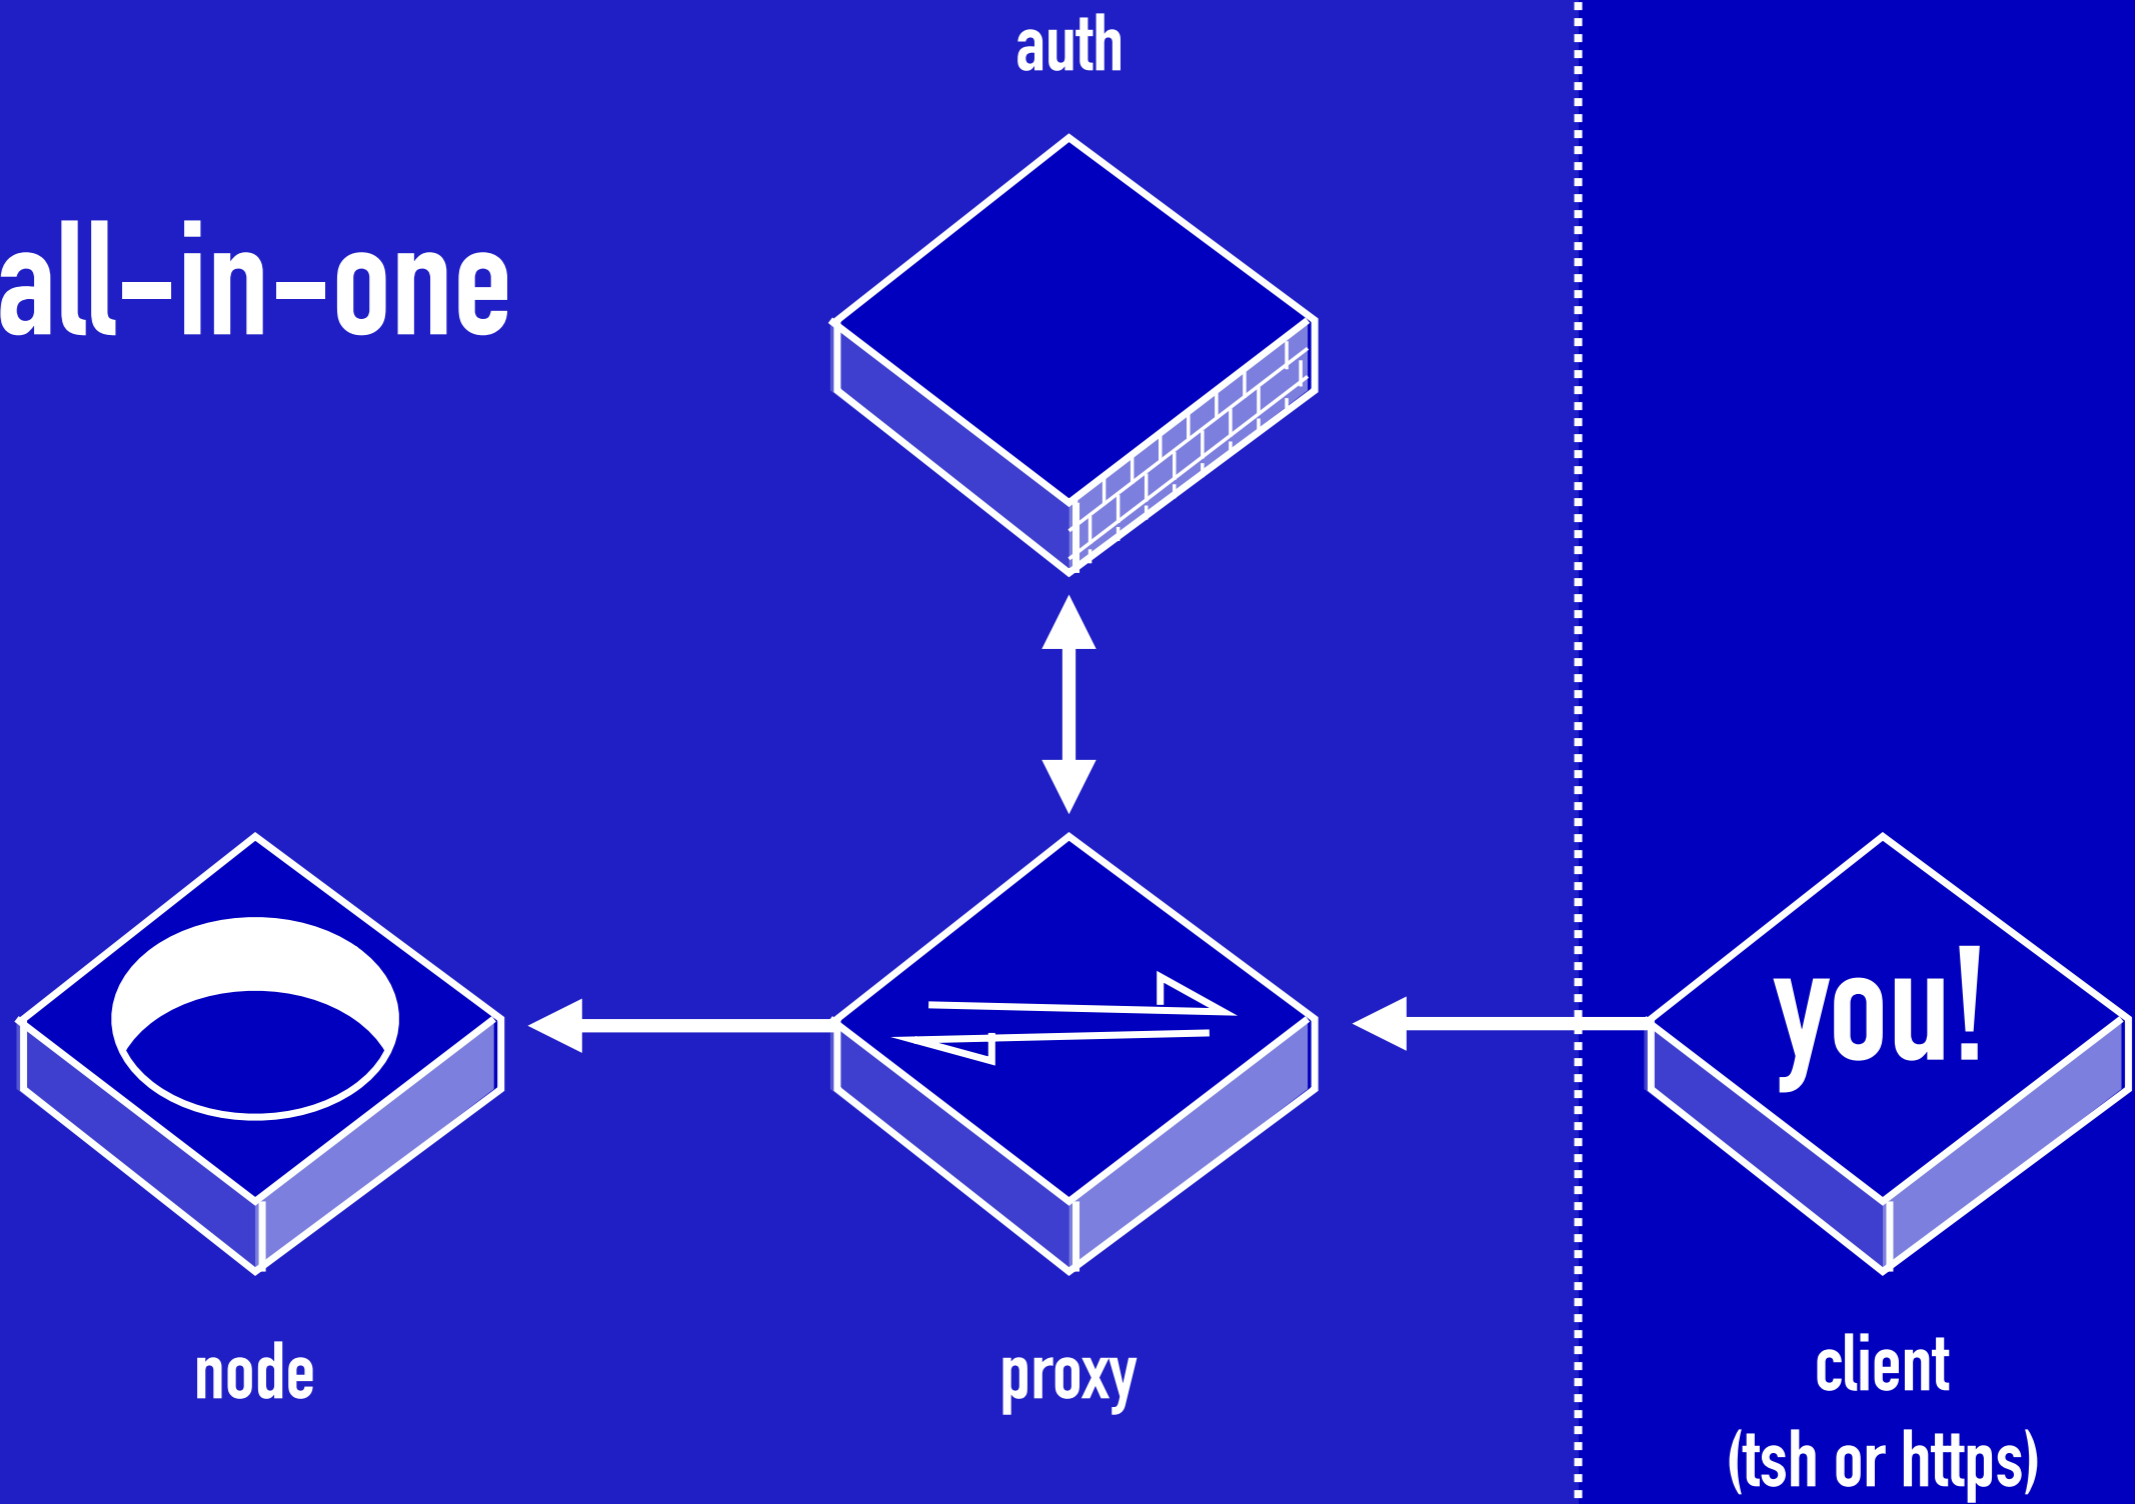 auth
all-in-one
you!
node
proxy
client
(tsh or https)